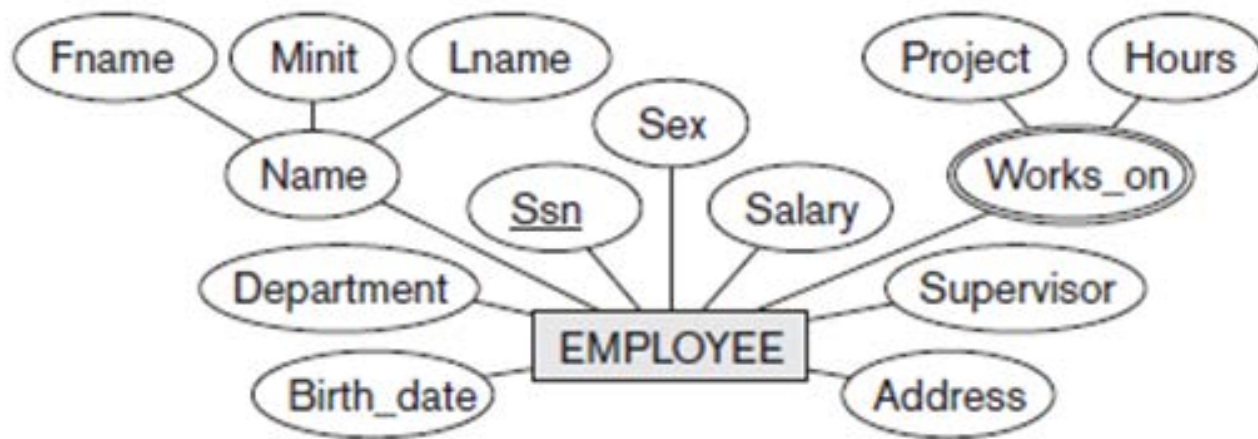 Fname Minit Lname Project Hours
Sex
Name Works_on
Ssn Salary
Department Supervisor
EMPLOYEE
Birth_date Address